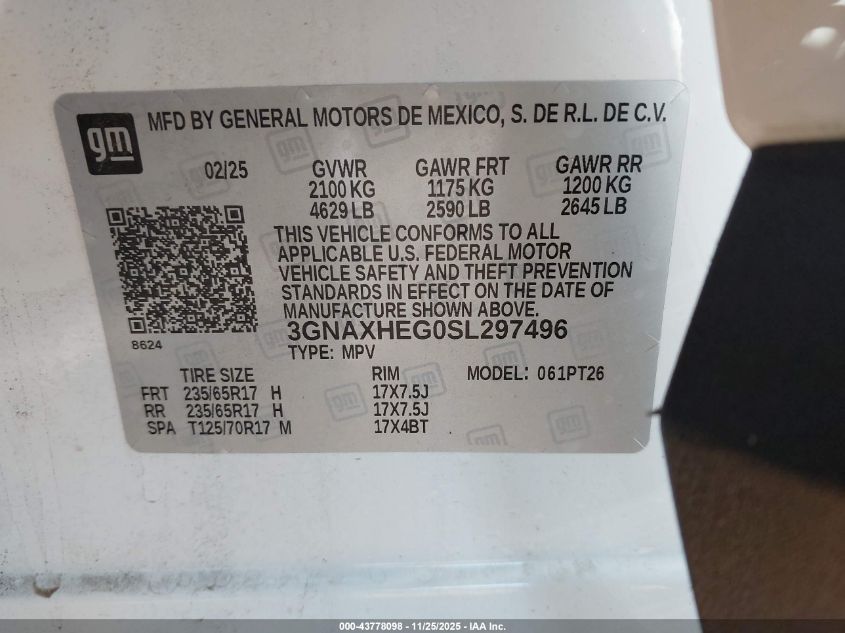 gm
MFD BY GENERAL MOTORS DE MEXICO, S. DE R.L. DE C.V.
02/25 GVWR GAWR FRT GAWR RR
2100 KG 1175 KG 1200 KG
4629 LB 2590 LB 2645 LB
THIS VEHICLE CONFORMS TO ALL
APPLICABLE U.S. FEDERAL MOTOR
VEHICLE SAFETY AND THEFT PREVENTION
STANDARDS IN EFFECT ON THE DATE OF
MANUFACTURE SHOWN ABOVE.
3GNAXHEG0SL297496
8624
TYPE: MPV
TIRE SIZE RIM MODEL: 061PT26
FRT 235/65R17 H 17X7.5J
RR 235/65R17 H 17X7.5J
SPA T125/70R17 M 17X4BT
000-43778098 - 11/25/2025 - IAA Inc.